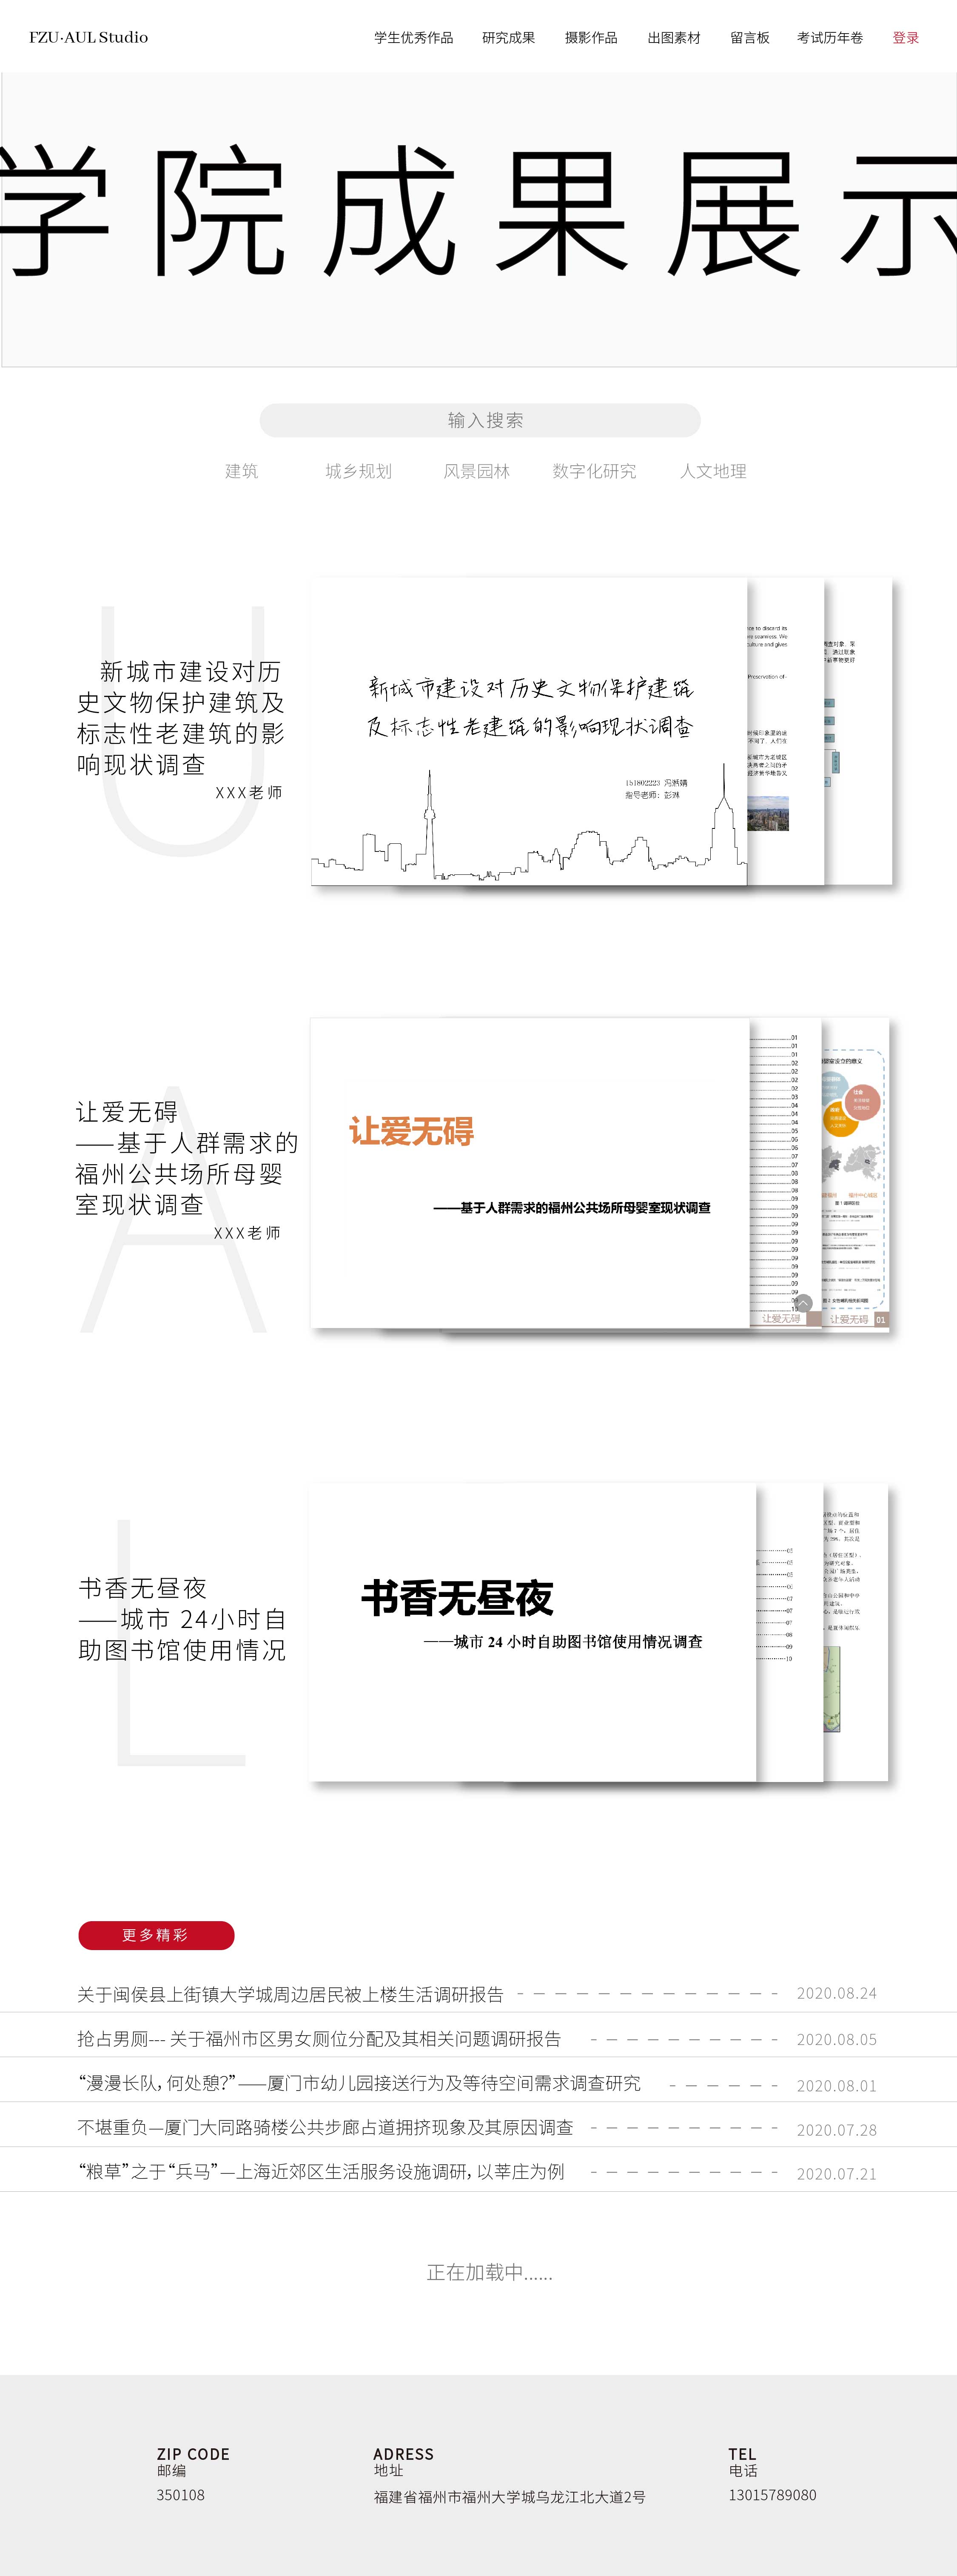 FZU·AUL Studio
学生优秀作品 研究成果 摄影作品 出图素材 留言板 考试历年卷 登录
学院成果展示
输入搜索
建筑 城乡规划 风景园林 数字化研究 人文地理
U
新城市建设对历
史文物保护建筑及
标志性老建筑的影
响现状调查
XXX老师
新城市建设对历史文物保护建筑
及标志性老建筑的影响现状调查
指导老师：彭琳
A
让爱无碍
——基于人群需求的
福州公共场所母婴
室现状调查
XXX老师
让爱无碍
——基于人群需求的福州公共场所母婴室现状调查
让爱无碍
让爱无碍 01
L
书香无昼夜
——城市 24小时自
助图书馆使用情况
书香无昼夜
——城市 24 小时自助图书馆使用情况调查
更多精彩
关于闽侯县上街镇大学城周边居民被上楼生活调研报告 2020.08.24
抢占男厕--- 关于福州市区男女厕位分配及其相关问题调研报告 2020.08.05
“漫漫长队，何处憩？”——厦门市幼儿园接送行为及等待空间需求调查研究 2020.08.01
不堪重负—厦门大同路骑楼公共步廊占道拥挤现象及其原因调查 2020.07.28
“粮草”之于“兵马”—上海近郊区生活服务设施调研，以莘庄为例 2020.07.21
正在加载中......
ZIP CODE
邮编
350108
ADRESS
地址
福建省福州市福州大学城乌龙江北大道2号
TEL
电话
13015789080